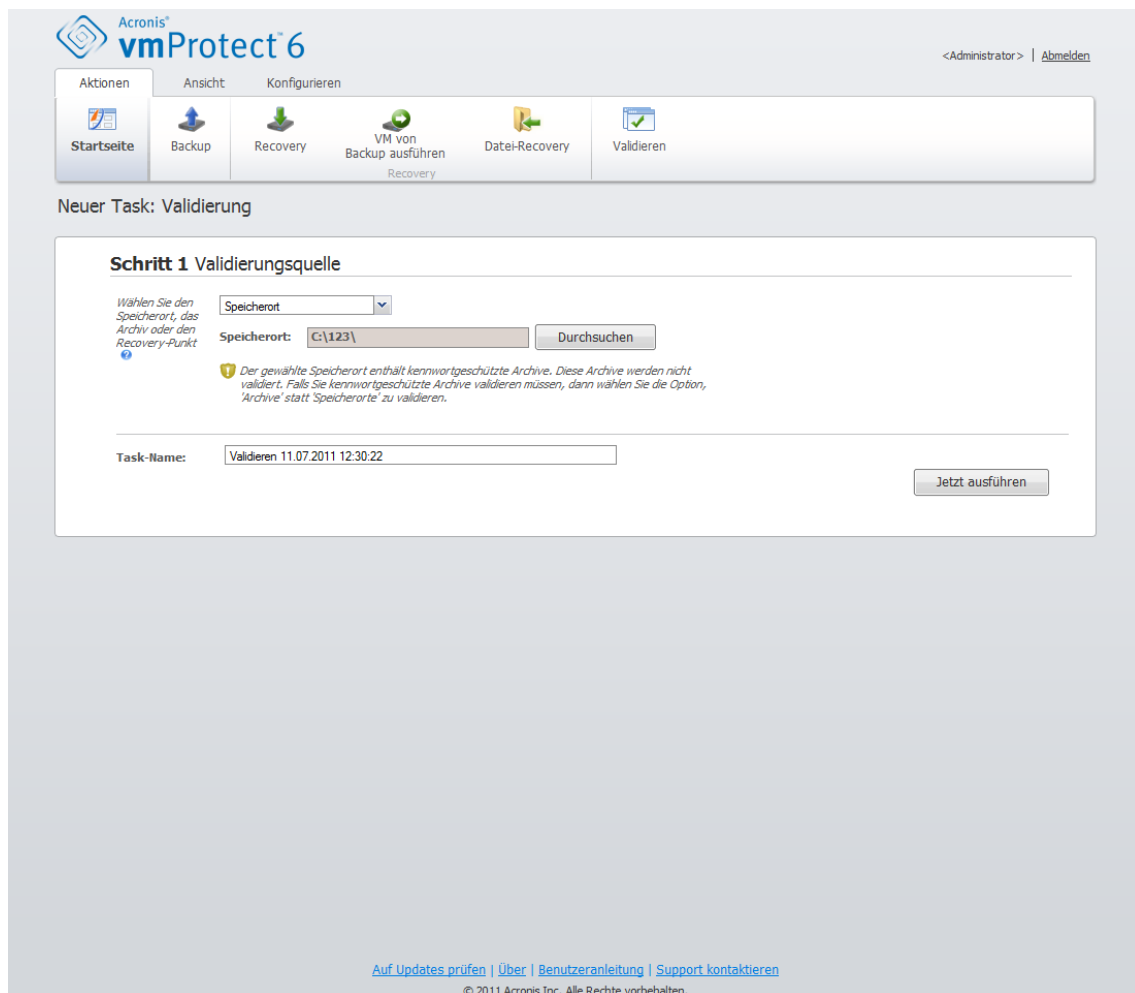 Acronis®
vmProtect™ 6
<Administrator> | Abmelden
Aktionen Ansicht Konfigurieren
Startseite Backup Recovery VM von Backup ausführen Datei-Recovery Validieren
Recovery
Neuer Task: Validierung
Schritt 1 Validierungsquelle
Wählen Sie den
Speicherort, das
Archiv oder den
Recovery-Punkt
Speicherort
Speicherort: C:\123\ Durchsuchen
Der gewählte Speicherort enthält kennwortgeschützte Archive. Diese Archive werden nicht
validiert. Falls Sie kennwortgeschützte Archive validieren müssen, dann wählen Sie die Option,
'Archive' statt 'Speicherorte' zu validieren.
Task-Name: Validieren 11.07.2011 12:30:22
Jetzt ausführen
Auf Updates prüfen | Über | Benutzeranleitung | Support kontaktieren
© 2011 Acronis Inc. Alle Rechte vorbehalten.